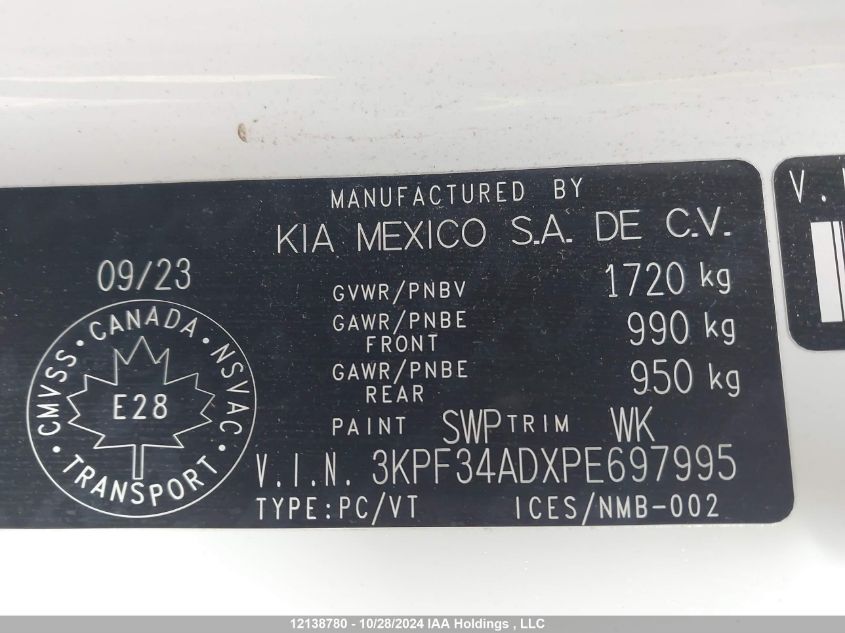 MANUFACTURED BY
KIA MEXICO S.A. DE C.V.
09/23
GVWR/PNBV 1720 kg
GAWR/PNBE FRONT 990 kg
GAWR/PNBE REAR 950 kg
PAINT SWP TRIM WK
V.I.N. 3KPF34ADXPE697995
TYPE:PC/VT ICES/NMB-002
CMVSS • CANADA • NSVAC • TRANSPORT •
E28
V.
12138780 - 10/28/2024 IAA Holdings , LLC